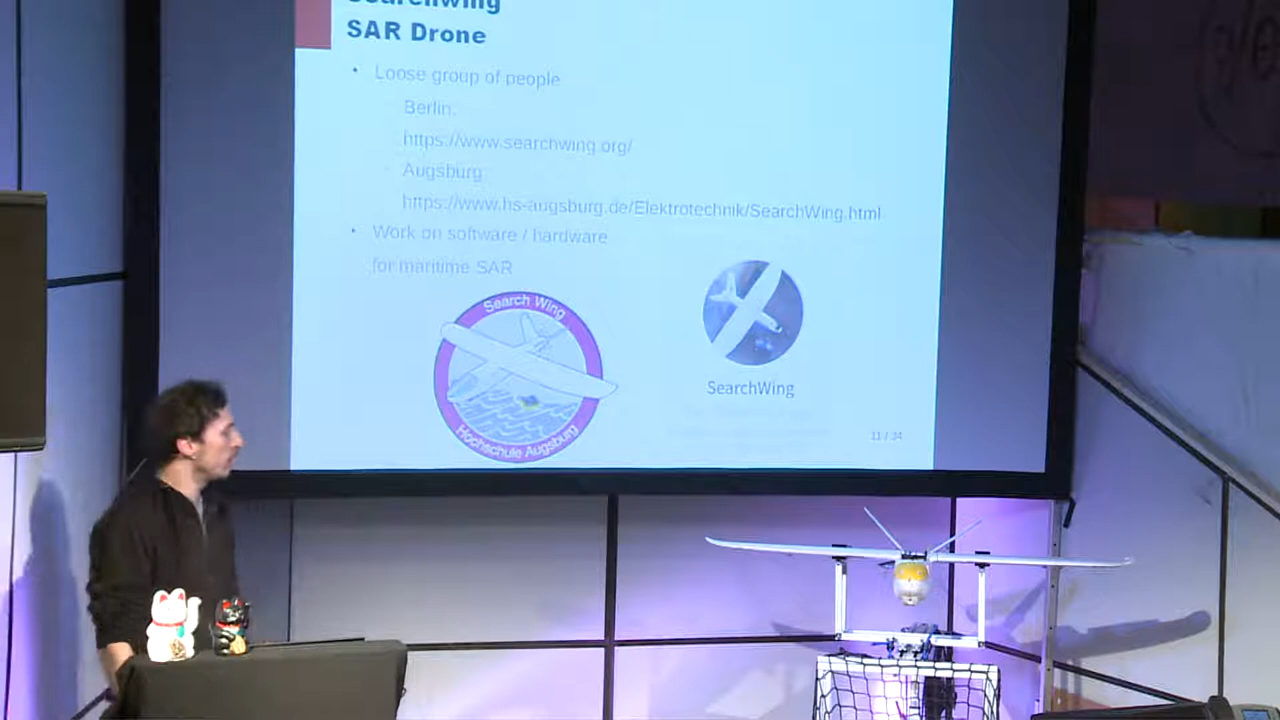 Searchwing
SAR Drone
• Loose group of people
Berlin:
https://www.searchwing.org/
Augsburg:
https://www.hs-augsburg.de/Elektrotechnik/SearchWing.html
• Work on software / hardware
for maritime SAR
Search Wing
Hochschule Augsburg
SearchWing
11 / 34